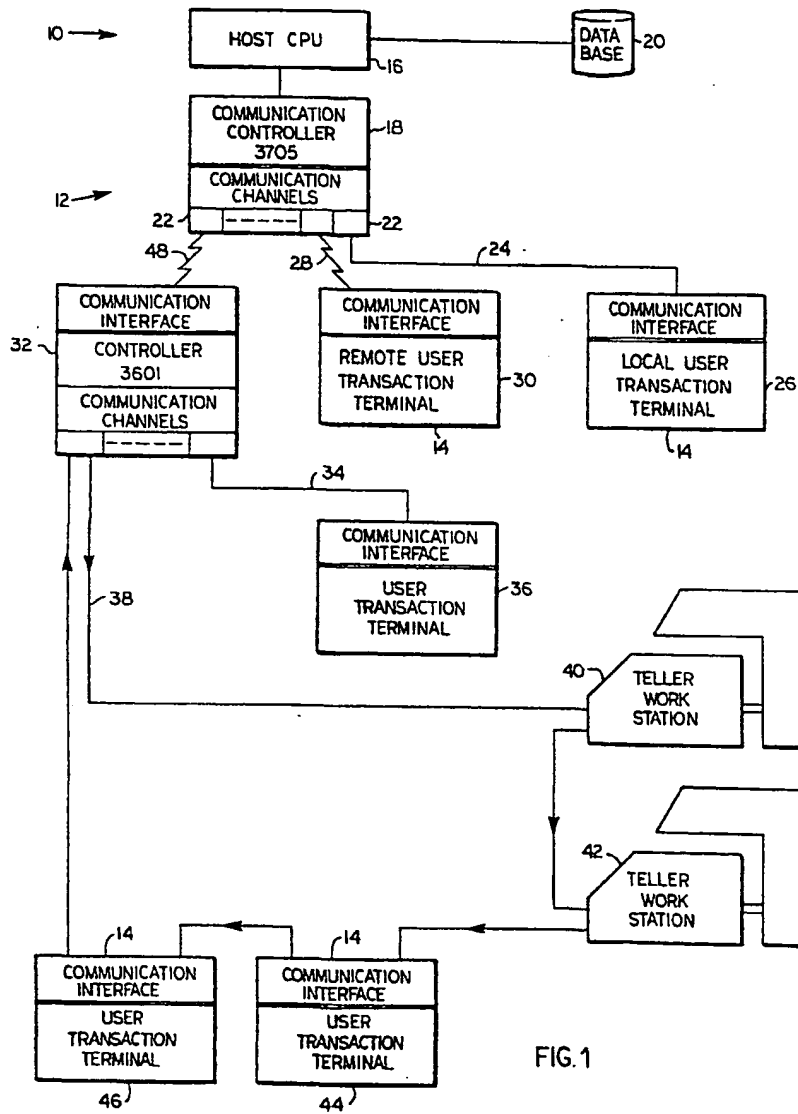 10
HOST CPU
16
DATA
BASE
20
COMMUNICATION
CONTROLLER
3705
18
COMMUNICATION
CHANNELS
12
22
22
48
28
24
COMMUNICATION
INTERFACE
CONTROLLER
3601
COMMUNICATION
CHANNELS
32
COMMUNICATION
INTERFACE
REMOTE USER
TRANSACTION
TERMINAL
30
14
COMMUNICATION
INTERFACE
LOCAL USER
TRANSACTION
TERMINAL
26
14
34
COMMUNICATION
INTERFACE
USER
TRANSACTION
TERMINAL
36
38
40
TELLER
WORK
STATION
42
TELLER
WORK
STATION
14
COMMUNICATION
INTERFACE
USER
TRANSACTION
TERMINAL
46
14
COMMUNICATION
INTERFACE
USER
TRANSACTION
TERMINAL
44
FIG.1